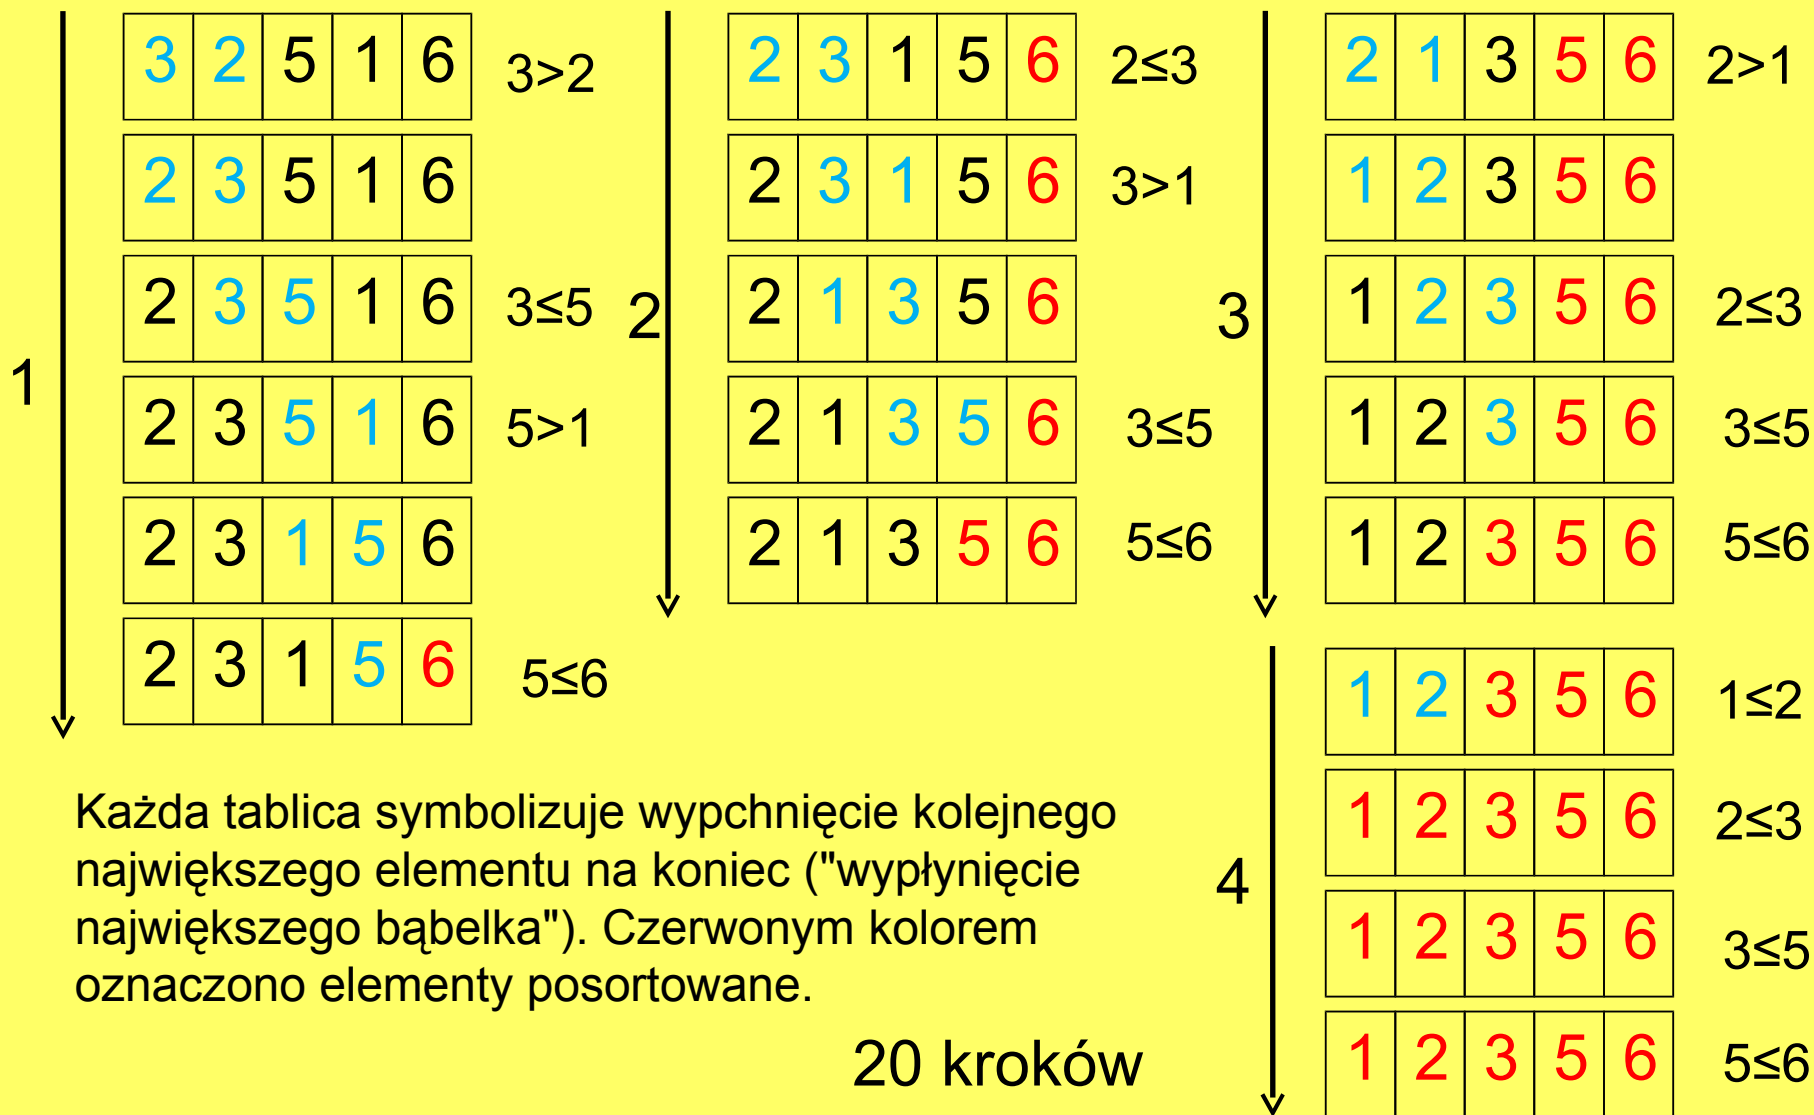 1
3 2 5 1 6 3>2
2 3 5 1 6
2 3 5 1 6 3≤5
2 3 5 1 6 5>1
2 3 1 5 6
2 3 1 5 6 5≤6
2
2 3 1 5 6 2≤3
2 3 1 5 6 3>1
2 1 3 5 6
2 1 3 5 6 3≤5
2 1 3 5 6 5≤6
3
2 1 3 5 6 2>1
1 2 3 5 6
1 2 3 5 6 2≤3
1 2 3 5 6 3≤5
1 2 3 5 6 5≤6
4
1 2 3 5 6 1≤2
1 2 3 5 6 2≤3
1 2 3 5 6 3≤5
1 2 3 5 6 5≤6
Każda tablica symbolizuje wypchnięcie kolejnego
największego elementu na koniec ("wypłynięcie
największego bąbelka"). Czerwonym kolorem
oznaczono elementy posortowane.
20 kroków